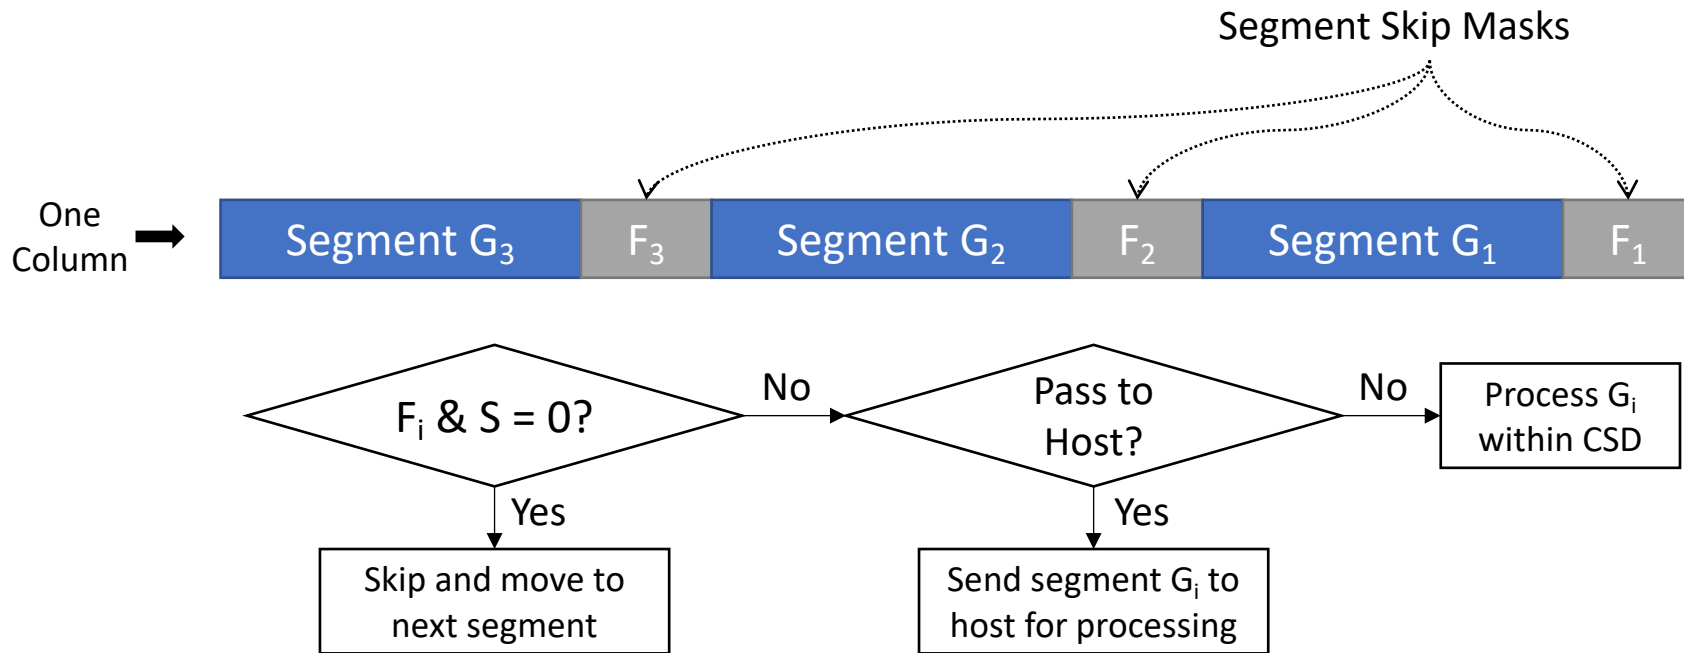 Segment Skip Masks
One
Column
Segment G₃ F₃ Segment G₂ F₂ Segment G₁ F₁
Fᵢ & S = 0?
No
Pass to
Host?
No
Process Gᵢ
within CSD
Yes
Yes
Skip and move to
next segment
Send segment Gᵢ to
host for processing